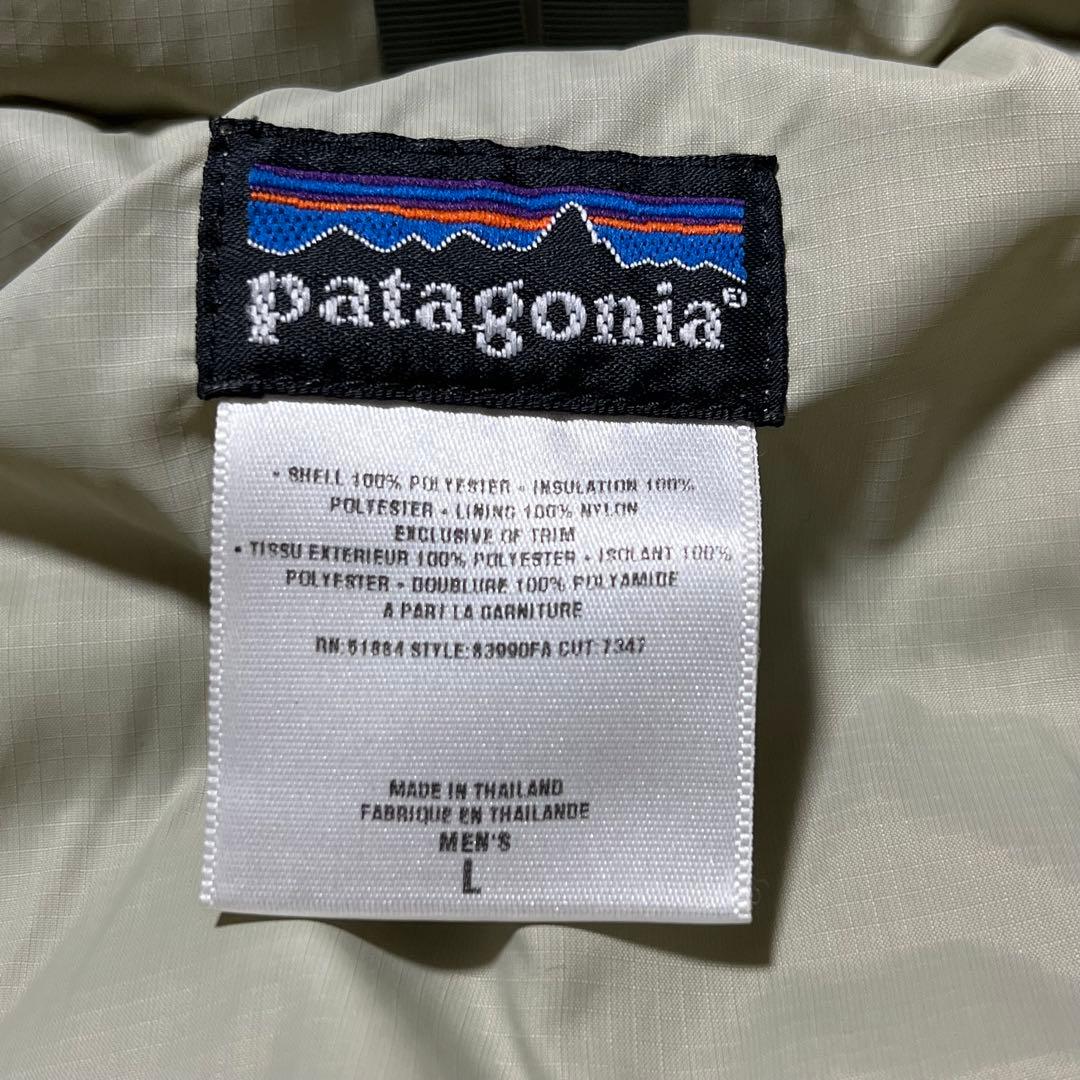 patagonia®
• SHELL 100% POLYESTER • INSULATION 100%
POLYESTER • LINING 100% NYLON
EXCLUSIVE OF TRIM
• TISSU EXTERIEUR 100% POLYESTER • ISOLANT 100%
POLYESTER • DOUBLURE 100% POLYAMIDE
A PART LA GARNITURE
RN:51884 STYLE:83990FA CUT:7347
MADE IN THAILAND
FABRIQUE EN THAILANDE
MEN'S
L